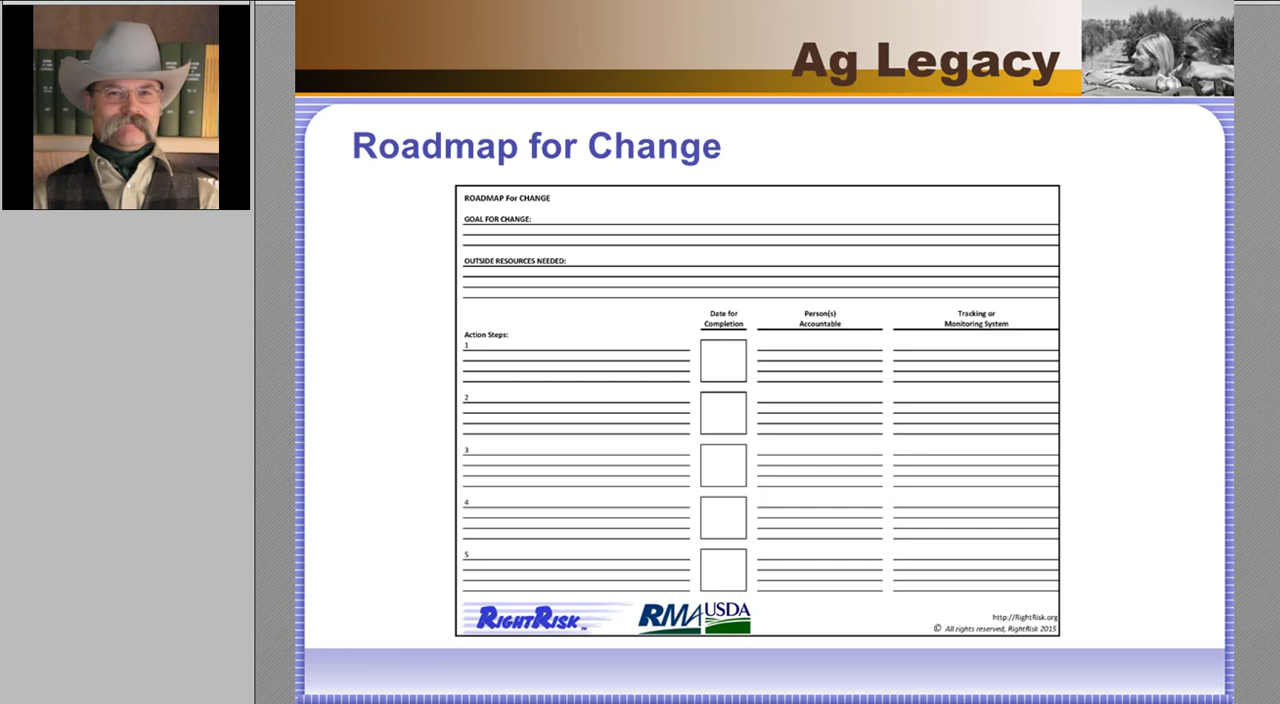 Ag Legacy
Roadmap for Change
ROADMAP For CHANGE
GOAL FOR CHANGE:
OUTSIDE RESOURCES NEEDED:
Date for
Completion
Person(s)
Accountable
Tracking or
Monitoring System
Action Steps:
1
2
3
4
5
RIGHTRISK™
RMA USDA
http://RightRisk.org
© All rights reserved, RightRisk 2015